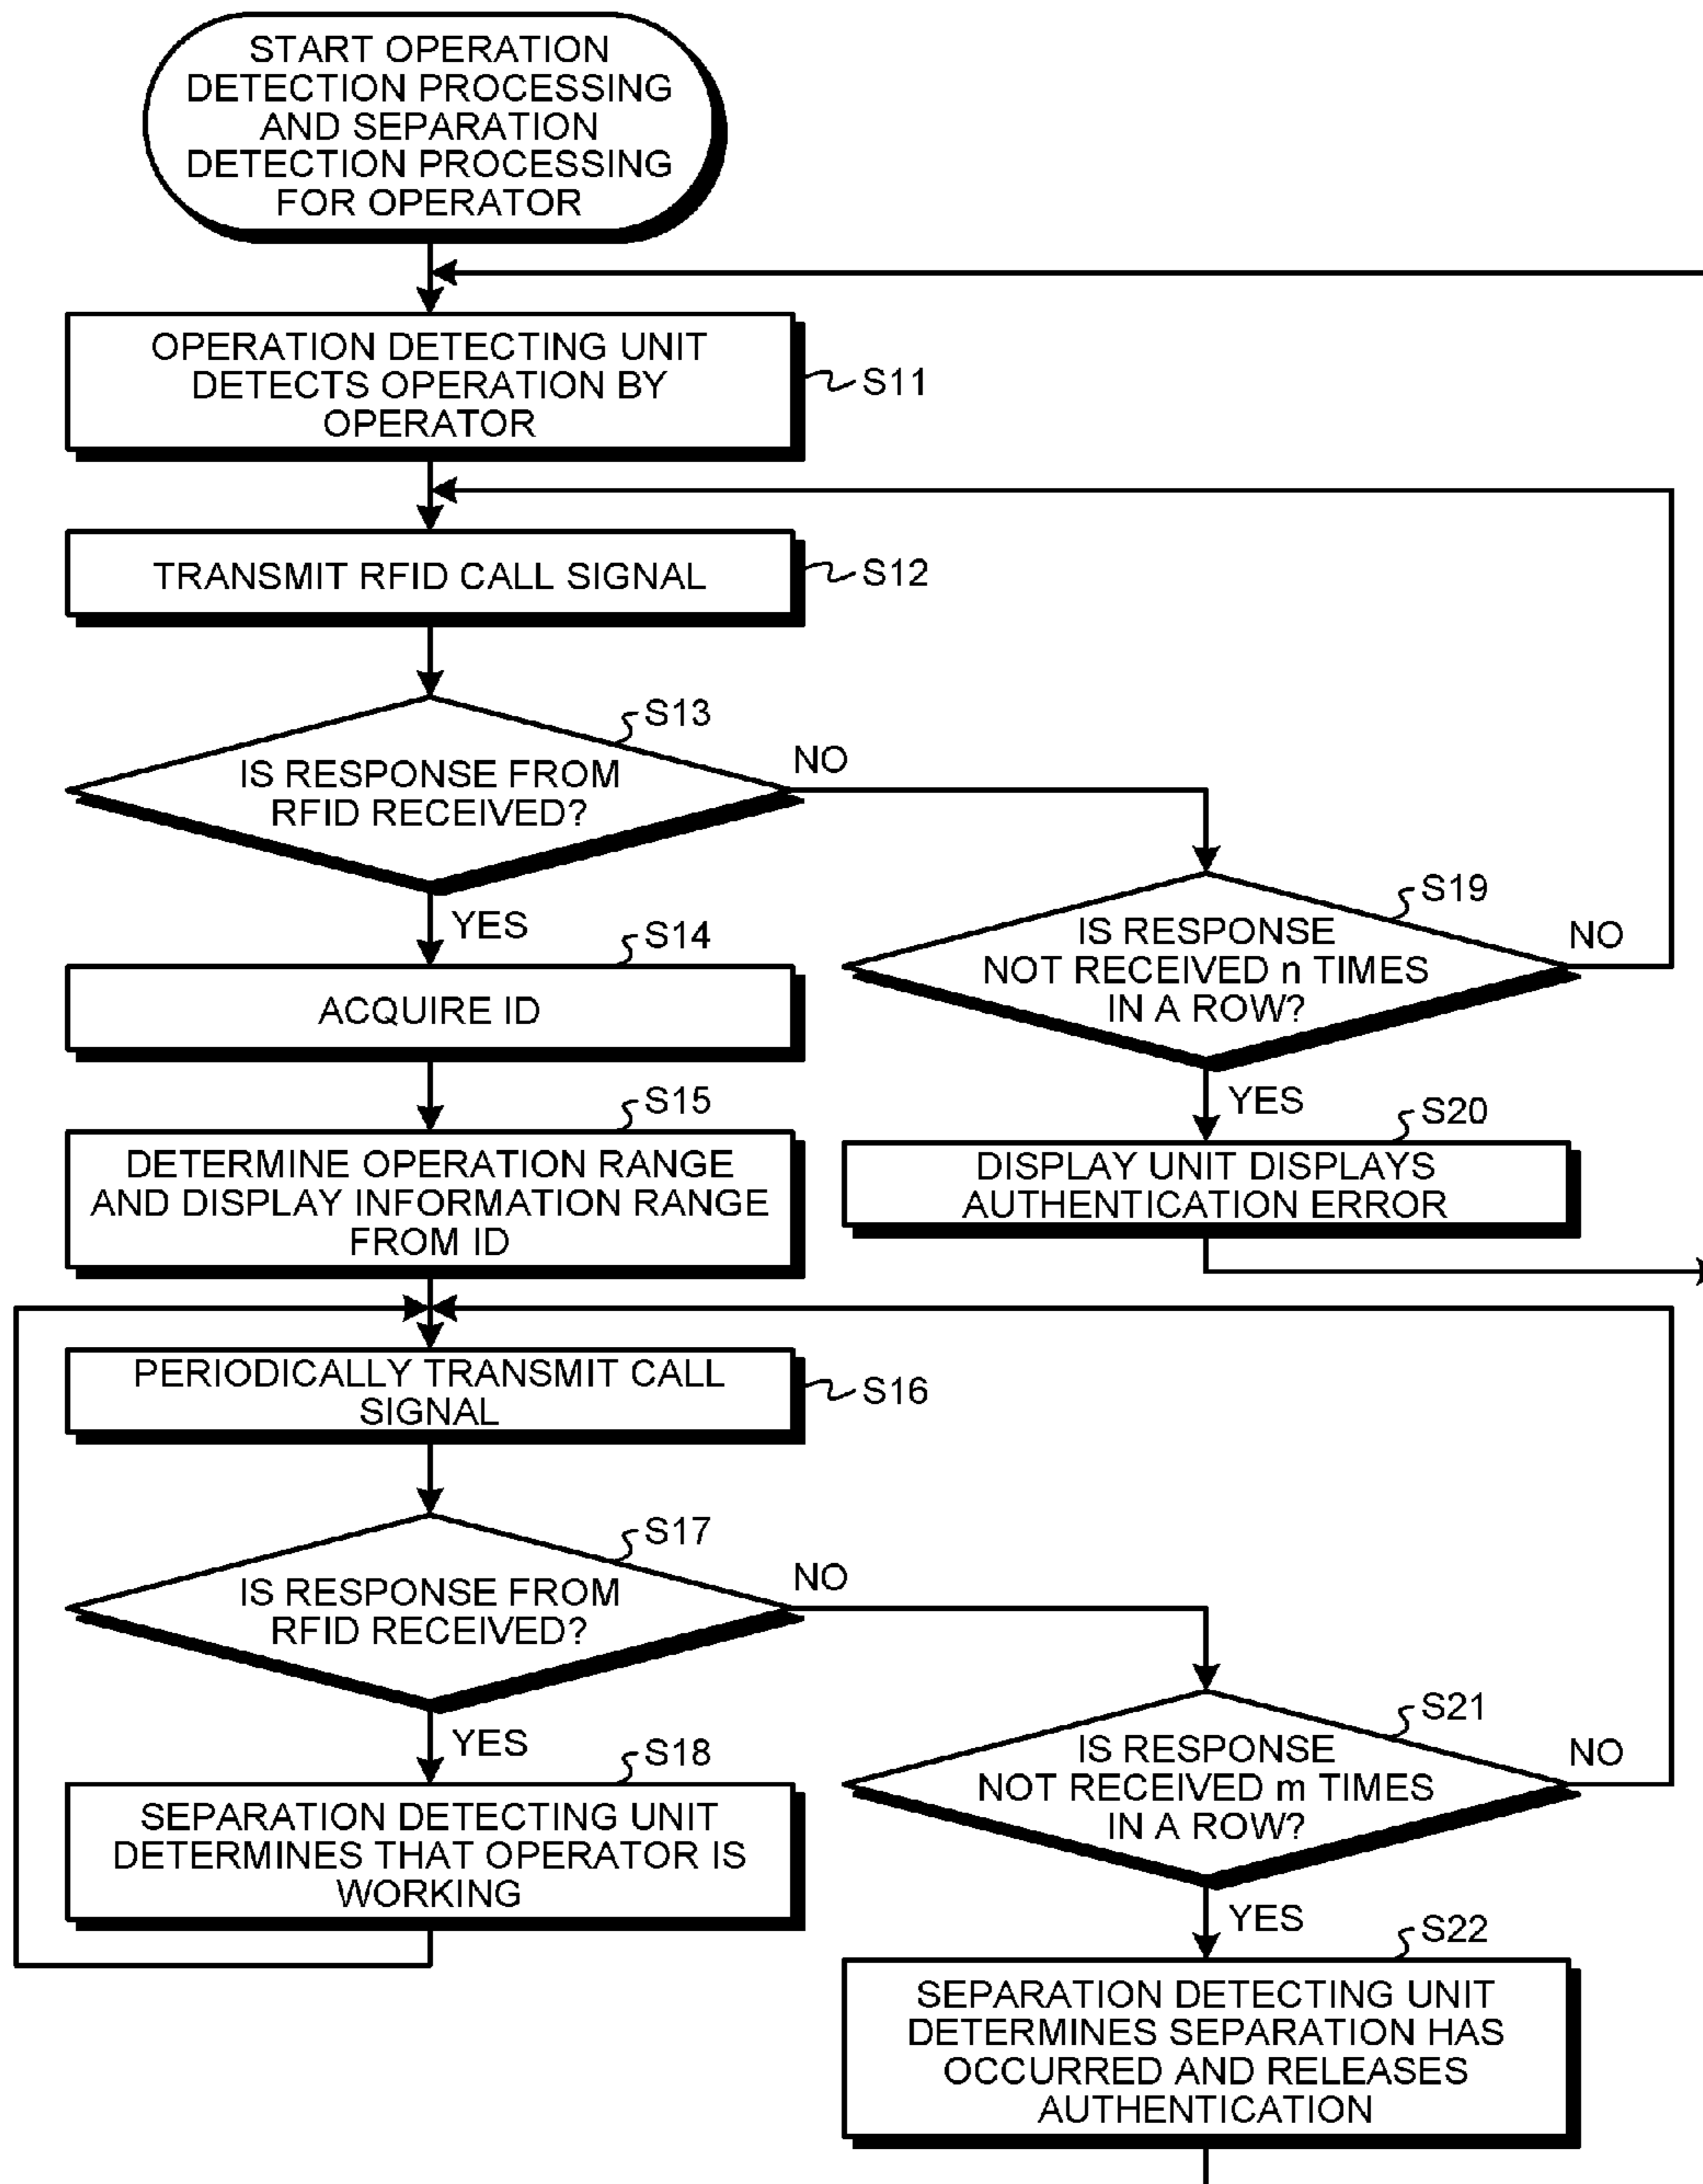 START OPERATION
DETECTION PROCESSING
AND SEPARATION
DETECTION PROCESSING
FOR OPERATOR
OPERATION DETECTING UNIT
DETECTS OPERATION BY
OPERATOR
S11
TRANSMIT RFID CALL SIGNAL
S12
S13
IS RESPONSE FROM
RFID RECEIVED?
NO
YES
S14
ACQUIRE ID
S19
IS RESPONSE
NOT RECEIVED n TIMES
IN A ROW?
NO
YES
S15
DETERMINE OPERATION RANGE
AND DISPLAY INFORMATION RANGE
FROM ID
S20
DISPLAY UNIT DISPLAYS
AUTHENTICATION ERROR
PERIODICALLY TRANSMIT CALL
SIGNAL
S16
S17
IS RESPONSE FROM
RFID RECEIVED?
NO
YES
S18
SEPARATION DETECTING UNIT
DETERMINES THAT OPERATOR IS
WORKING
S21
IS RESPONSE
NOT RECEIVED m TIMES
IN A ROW?
NO
YES
S22
SEPARATION DETECTING UNIT
DETERMINES SEPARATION HAS
OCCURRED AND RELEASES
AUTHENTICATION